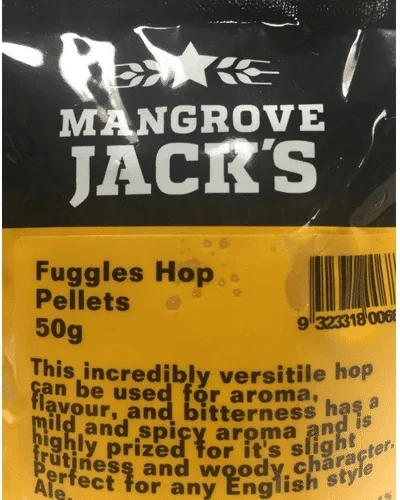 MANGROVE
JACK'S
Fuggles Hop
Pellets
50g
9 323318 006
This incredibly versitile hop
can be used for aroma,
flavour, and bitterness has a
mild and spicy aroma and is
highly prized for it's slight
frutiness and woody character.
Perfect for any English style
Ale.